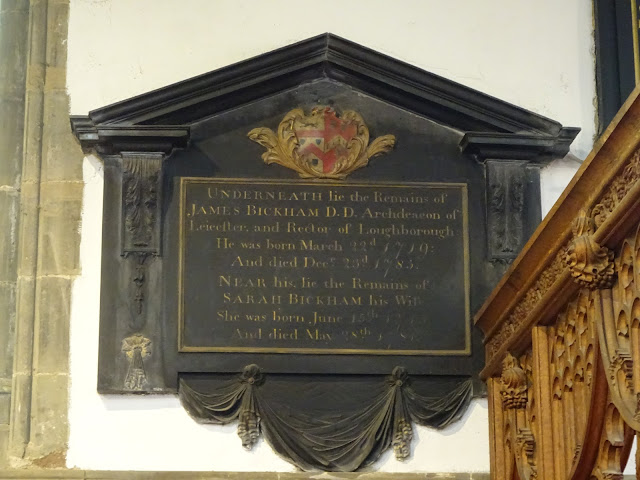 UNDERNEATH lie the Remains of
JAMES BICKHAM D.D. Archdeacon of
Leicester, and Rector of Loughborough
He was born March 22d 1719:
And died Decr. 23d 1785.
NEAR his, lie the Remains of
SARAH BICKHAM his Wife
She was born June
And died May 28th